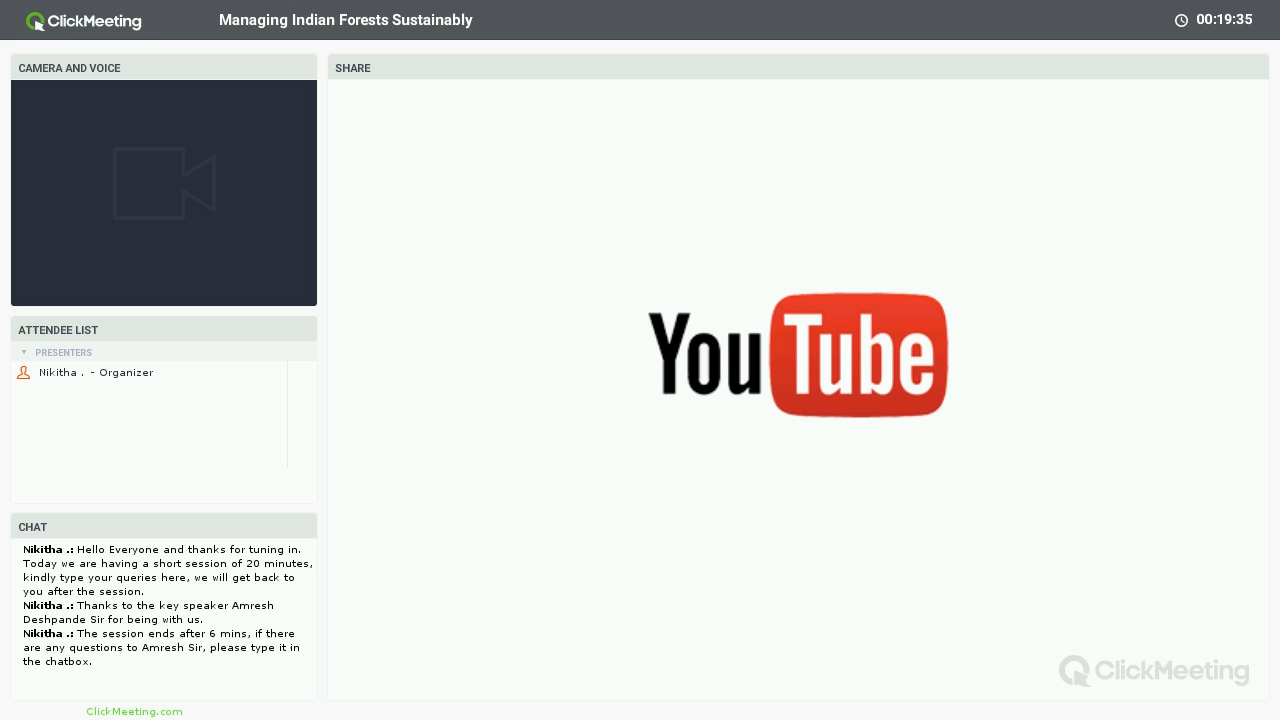 ClickMeeting
Managing Indian Forests Sustainably
00:19:35
CAMERA AND VOICE
SHARE
YouTube
ATTENDEE LIST
PRESENTERS
Nikitha . - Organizer
CHAT
Nikitha .: Hello Everyone and thanks for tuning in.
Today we are having a short session of 20 minutes,
kindly type your queries here, we will get back to
you after the session.
Nikitha .: Thanks to the key speaker Amresh
Deshpande Sir for being with us.
Nikitha .: The session ends after 6 mins, if there
are any questions to Amresh Sir, please type it in
the chatbox.
ClickMeeting
ClickMeeting.com